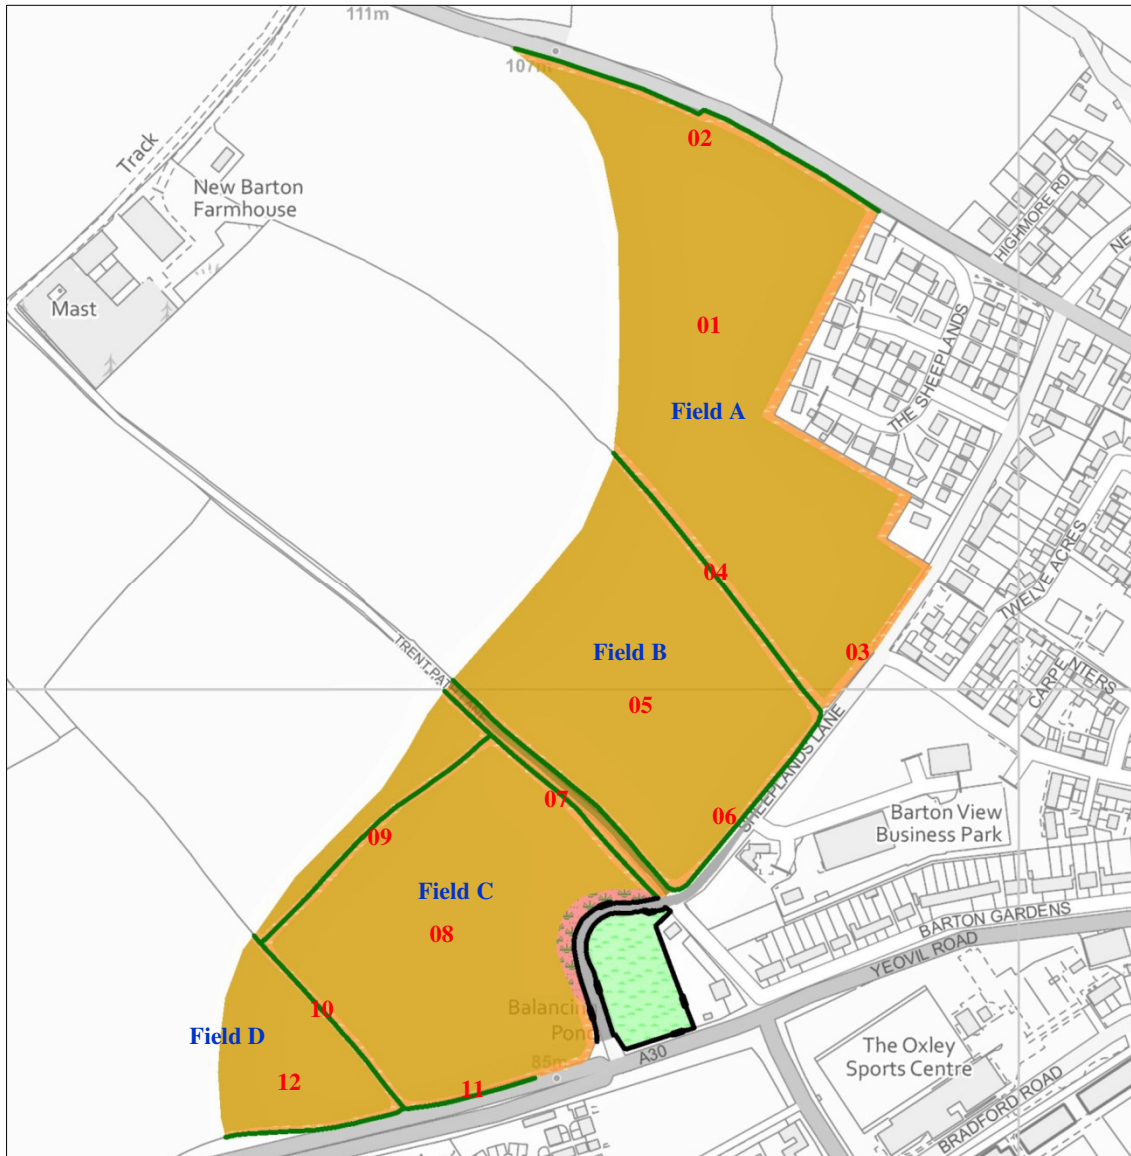 111m
107m
02
Track
New Barton
Farmhouse
HIGHMORE RD
Mast
01
THE SHEEPLANDS
Field A
TWELVE ACRES
04
03
Field B
TRENT PATH LANE
CARPENTERS
05
SHEEPLANDS LANE
07
06
Barton View
Business Park
09
Field C
08
BARTON GARDENS
YEOVIL ROAD
10
Balancing
Pond
Field D
A30
The Oxley
Sports Centre
85m
12
11
BRADFORD ROAD